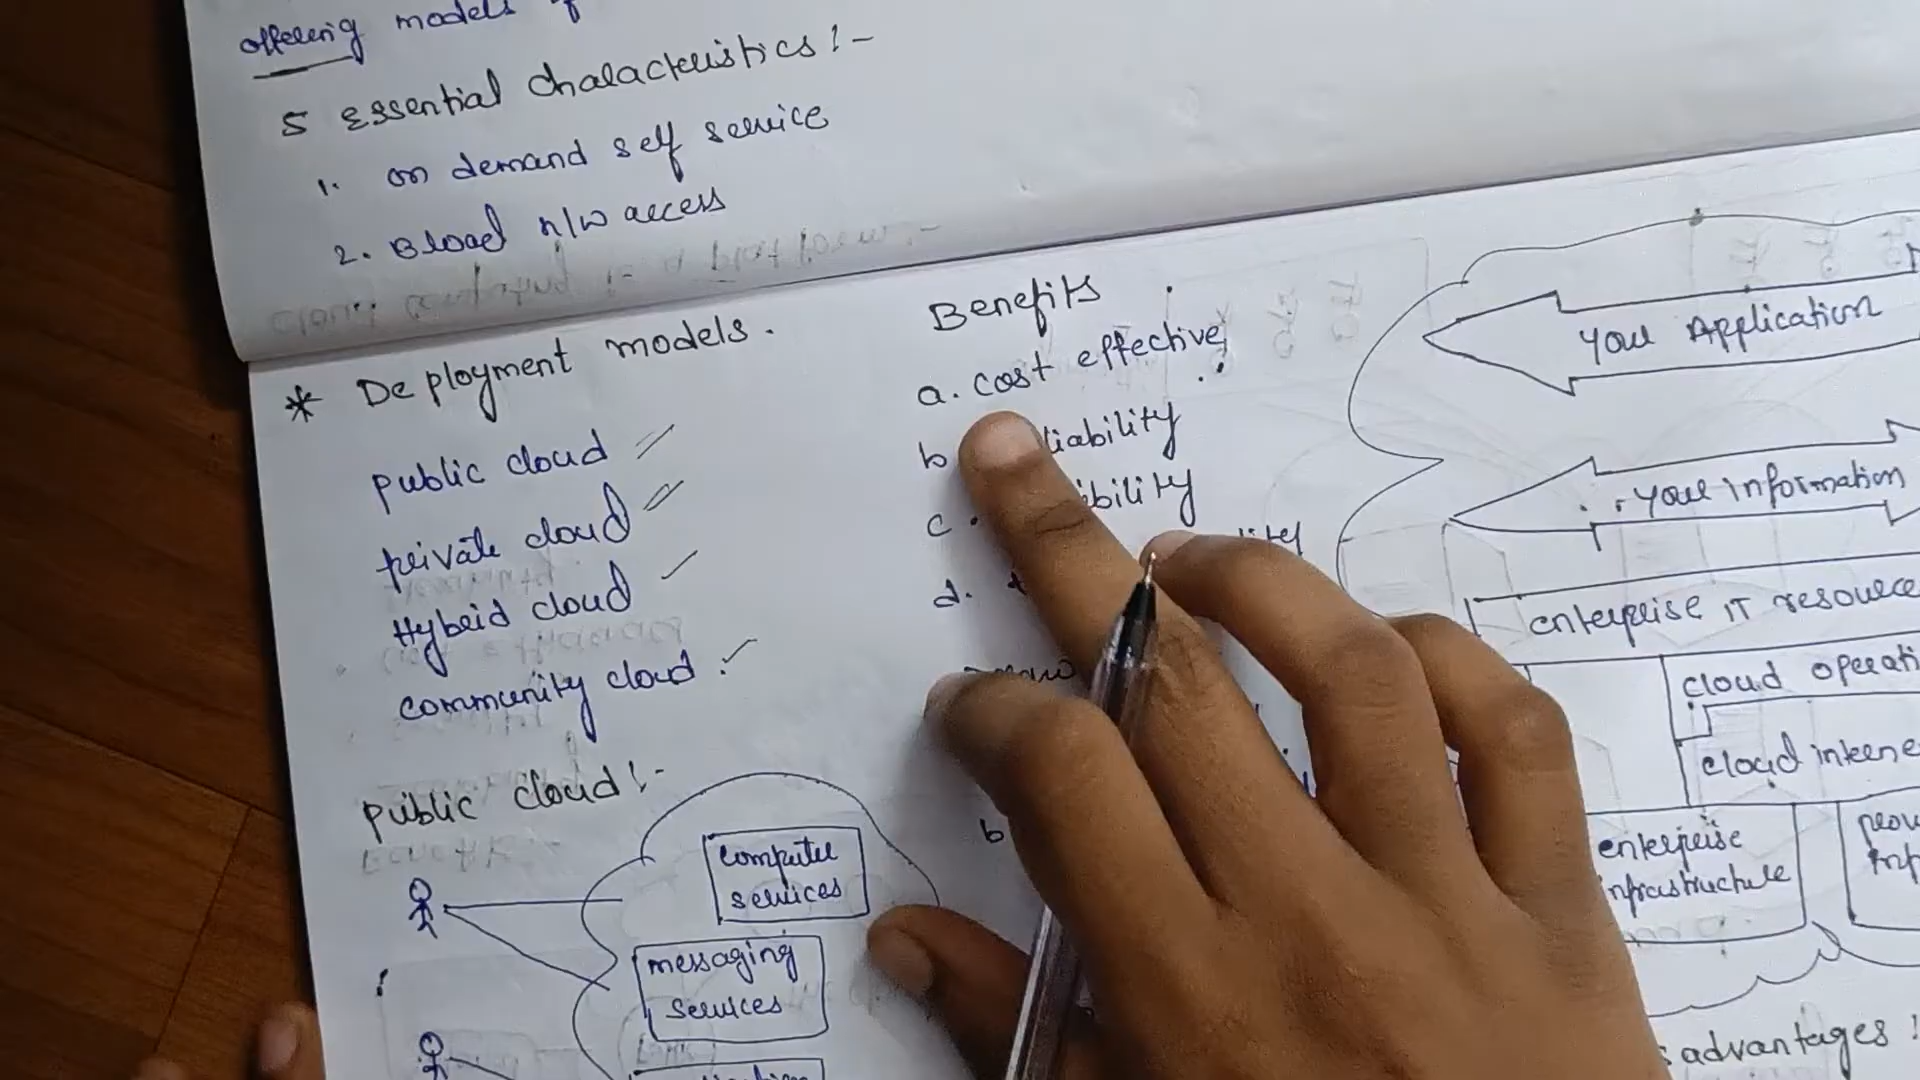 offering models
5 Essential characteristics :-
1. on demand self service
2. Broad n/w access
* Deployment models.
public cloud
private cloud
Hybrid cloud
community cloud
public cloud :-
computer
services
messaging
services
Benefits
a. cost effective
b
c.
d.
b
your Application
your information
enterprise IT resource
cloud operati
cloud interne
enterprise
infrastructure
advantages :